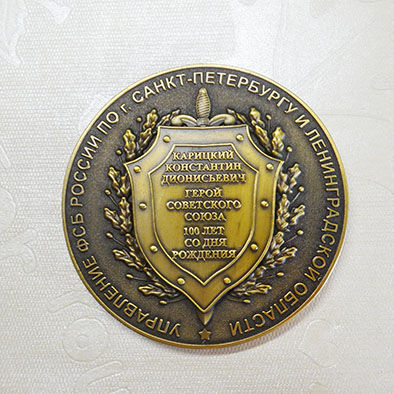 УПРАВЛЕНИЕ ФСБ РОССИИ ПО г. САНКТ-ПЕТЕРБУРГУ И ЛЕНИНГРАДСКОЙ ОБЛАСТИ
КАРИЦКИЙ
КОНСТАНТИН
ДИОНИСЬЕВИЧ
ГЕРОЙ
СОВЕТСКОГО
СОЮЗА
100 ЛЕТ
СО ДНЯ
РОЖДЕНИЯ